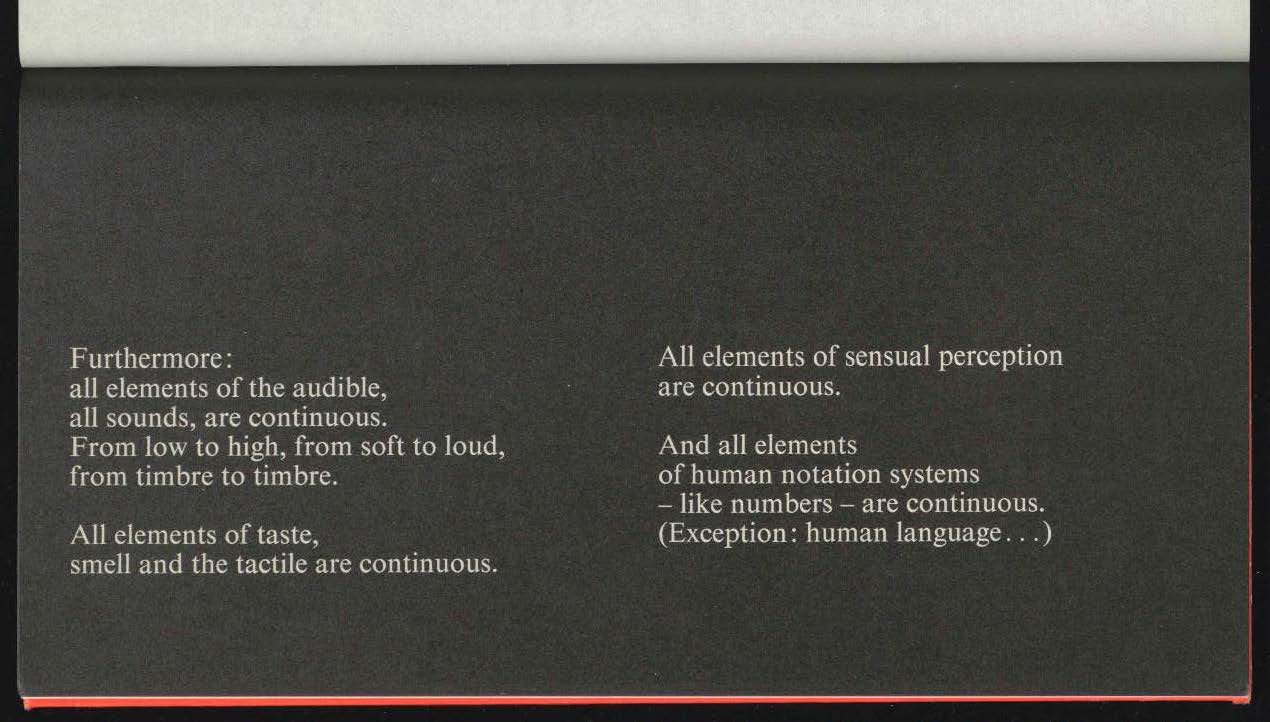 Furthermore:
all elements of the audible,
all sounds, are continuous.
From low to high, from soft to loud,
from timbre to timbre.
All elements of taste,
smell and the tactile are continuous.
All elements of sensual perception
are continuous.
And all elements
of human notation systems
– like numbers – are continuous.
(Exception: human language...)